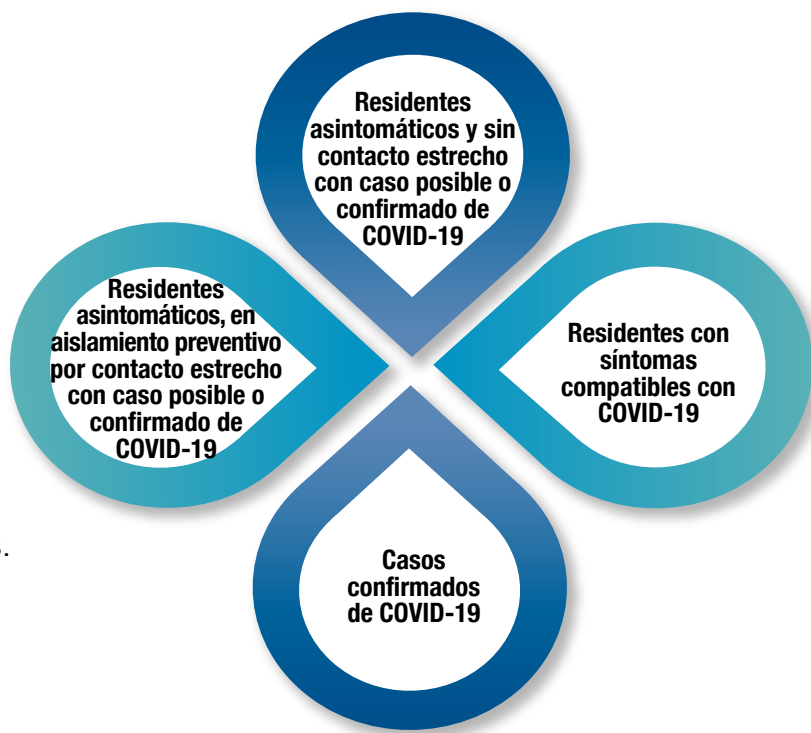 Residentes
asintomáticos y sin
contacto estrecho
con caso posible o
confirmado de
COVID-19
Residentes
asintomáticos, en
aislamiento preventivo
por contacto estrecho
con caso posible o
confirmado de
COVID-19
Residentes con
síntomas
compatibles con
COVID-19
Casos
confirmados
de COVID-19